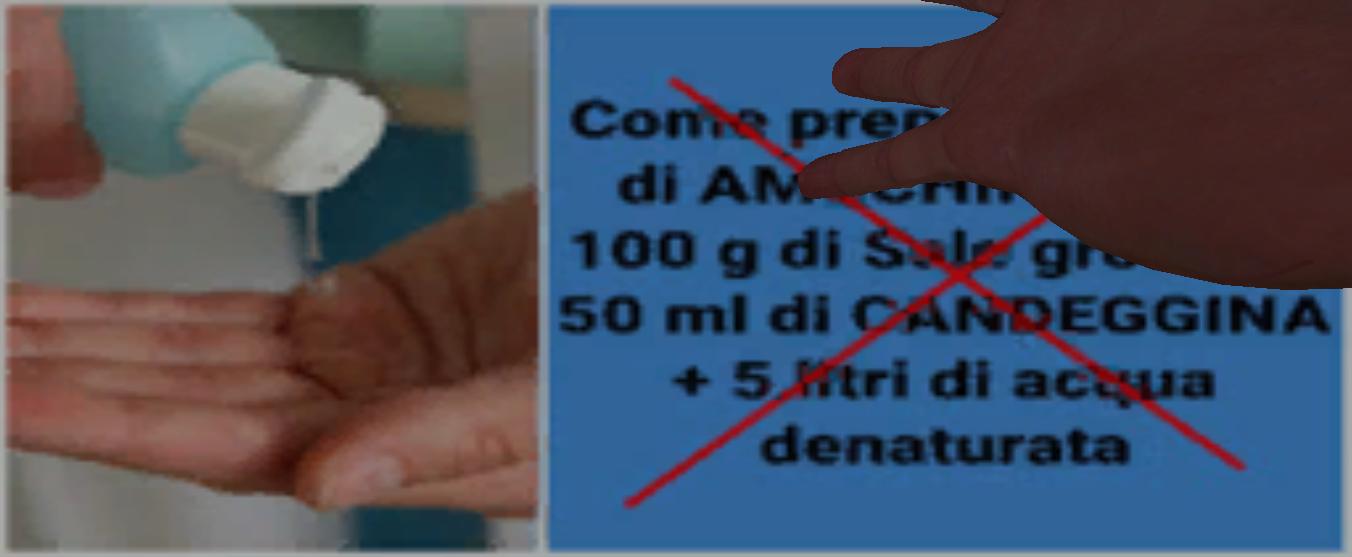 Come
di
100 g di Sale
50 ml di CANDEGGINA
+ 5 litri di acqua
denaturata